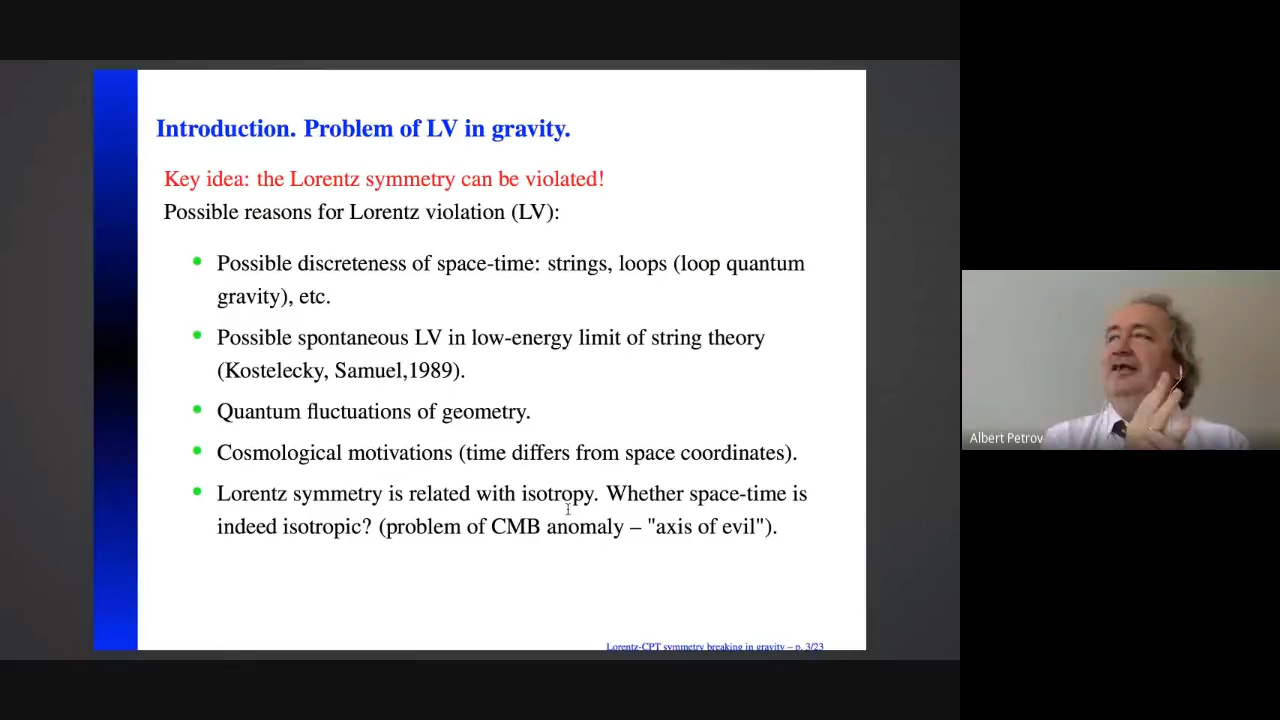 Introduction. Problem of LV in gravity.
Key idea: the Lorentz symmetry can be violated!
Possible reasons for Lorentz violation (LV):
Possible discreteness of space-time: strings, loops (loop quantum
gravity), etc.
Possible spontaneous LV in low-energy limit of string theory
(Kostelecky, Samuel,1989).
Quantum fluctuations of geometry.
Cosmological motivations (time differs from space coordinates).
Lorentz symmetry is related with isotropy. Whether space-time is
indeed isotropic? (problem of CMB anomaly – "axis of evil").
Lorentz-CPT symmetry breaking in gravity – p. 3/23
Albert Petrov